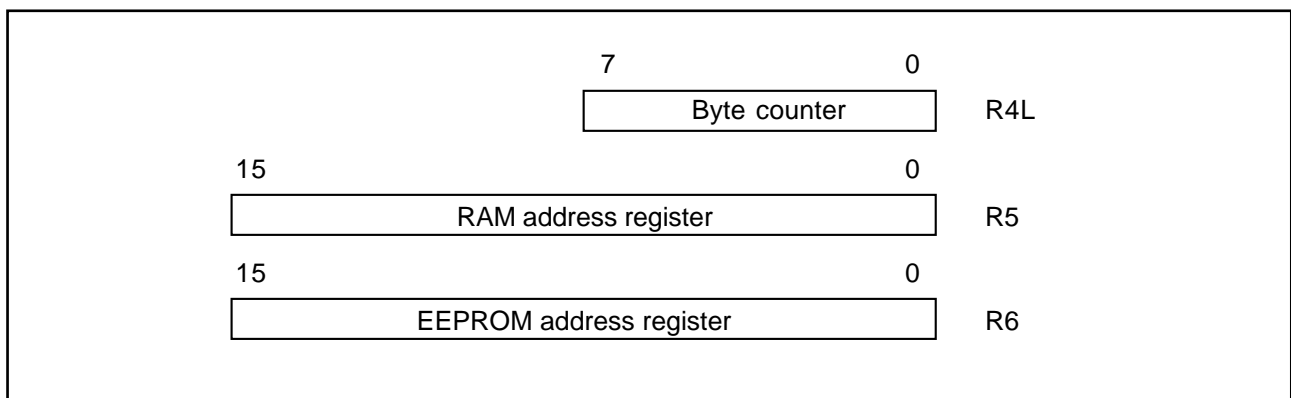 7 0
Byte counter R4L
15 0
RAM address register R5
15 0
EEPROM address register R6